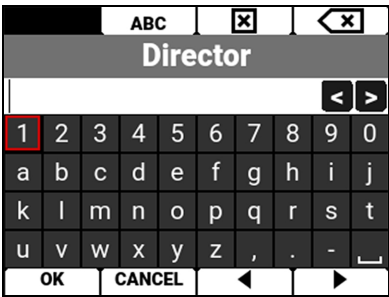 ABC
Director
< >
1 2 3 4 5 6 7 8 9 0
a b c d e f g h i j
k l m n o p q r s t
u v w x y z , . -
OK CANCEL